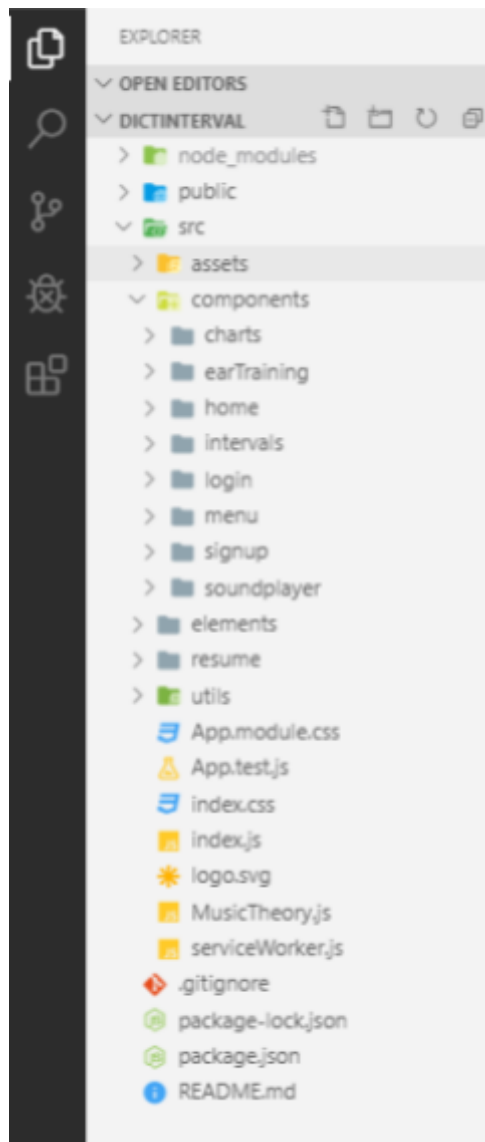 EXPLORER
OPEN EDITORS
DICTINTERVAL
node_modules
public
src
assets
components
charts
earTraining
home
intervals
login
menu
signup
soundplayer
elements
resume
utils
App.module.css
App.test.js
index.css
index.js
logo.svg
MusicTheory.js
serviceWorker.js
.gitignore
package-lock.json
package.json
README.md